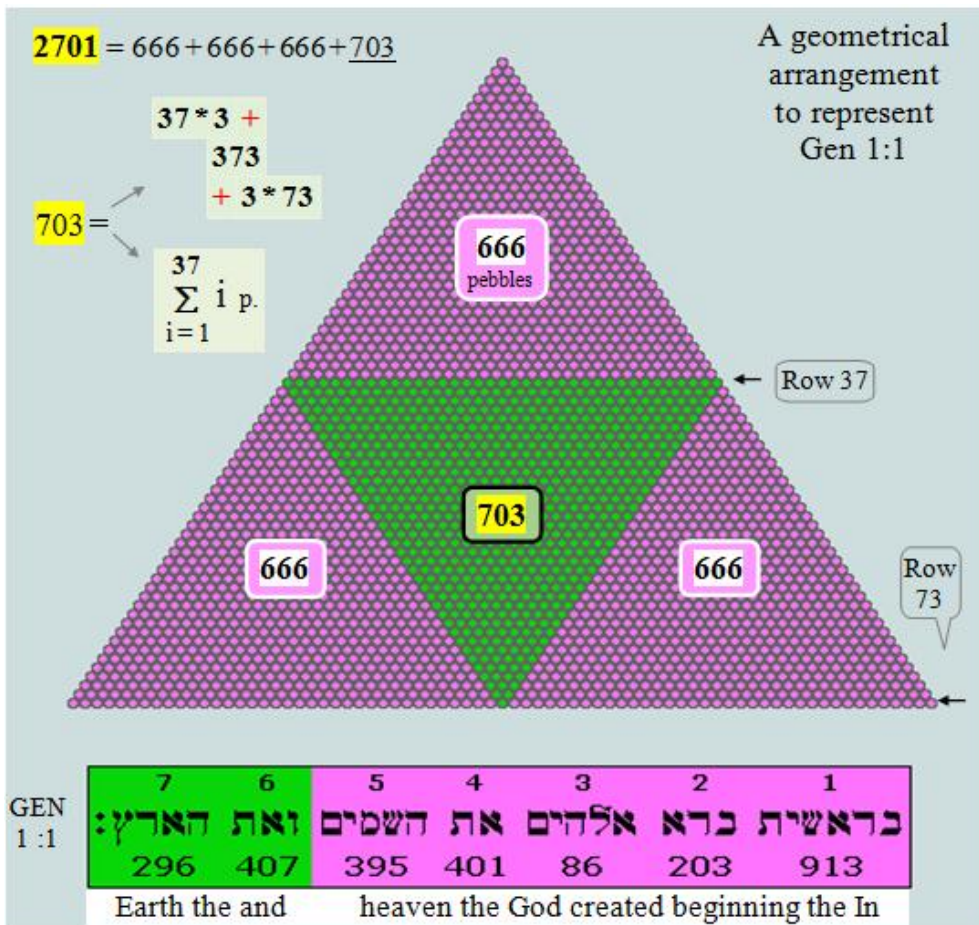 2701 = 666 + 666 + 666 + 703
A geometrical
arrangement
to represent
Gen 1:1
37 * 3 +
373
+ 3 * 73
703 =
37
Σ i p.
i = 1
666
pebbles
Row 37
703
666
666
Row
73
GEN
1 :1
7 6 5 4 3 2 1
בראשית ברא אלהים את השמים ואת הארץ:
296 407 395 401 86 203 913
Earth the and heaven the God created beginning the In